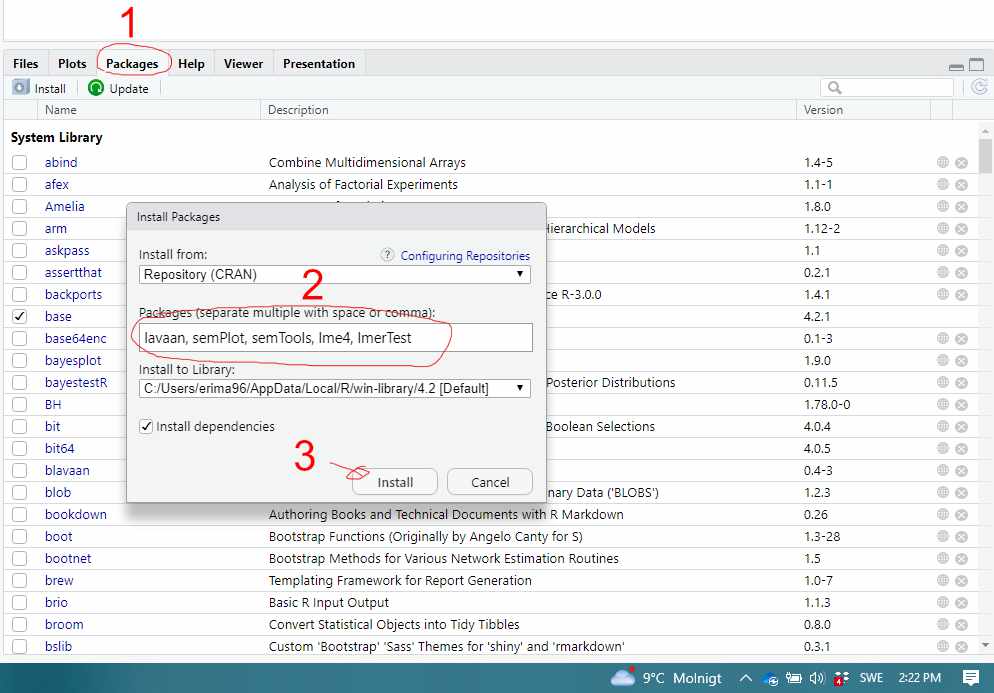 1
Files Plots Packages Help Viewer Presentation
Install Update
Name Description Version
System Library
abind Combine Multidimensional Arrays 1.4-5
afex Analysis of Factorial Experiments 1.1-1
Amelia 1.8.0
arm Hierarchical Models 1.12-2
askpass 1.1
assertthat 0.2.1
backports ce R-3.0.0 1.4.1
base 4.2.1
base64enc 0.1-3
bayesplot 1.9.0
bayestestR Posterior Distributions 0.11.5
BH 1.78.0-0
bit Boolean Selections 4.0.4
bit64 4.0.5
blavaan 0.4-3
blob nary Data ('BLOBS') 1.2.3
bookdown Authoring Books and Technical Documents with R Markdown 0.26
boot Bootstrap Functions (Originally by Angelo Canty for S) 1.3-28
bootnet Bootstrap Methods for Various Network Estimation Routines 1.5
brew Templating Framework for Report Generation 1.0-7
brio Basic R Input Output 1.1.3
broom Convert Statistical Objects into Tidy Tibbles 0.8.0
bslib Custom 'Bootstrap' 'Sass' Themes for 'shiny' and 'rmarkdown' 0.3.1
Install Packages
Install from: ? Configuring Repositories
Repository (CRAN)
2
Packages (separate multiple with space or comma):
lavaan, semPlot, semTools, lme4, lmerTest
Install to Library:
C:/Users/erima96/AppData/Local/R/win-library/4.2 [Default]
Install dependencies
3
Install Cancel
9°C Molnigt 4 SWE 2:22 PM